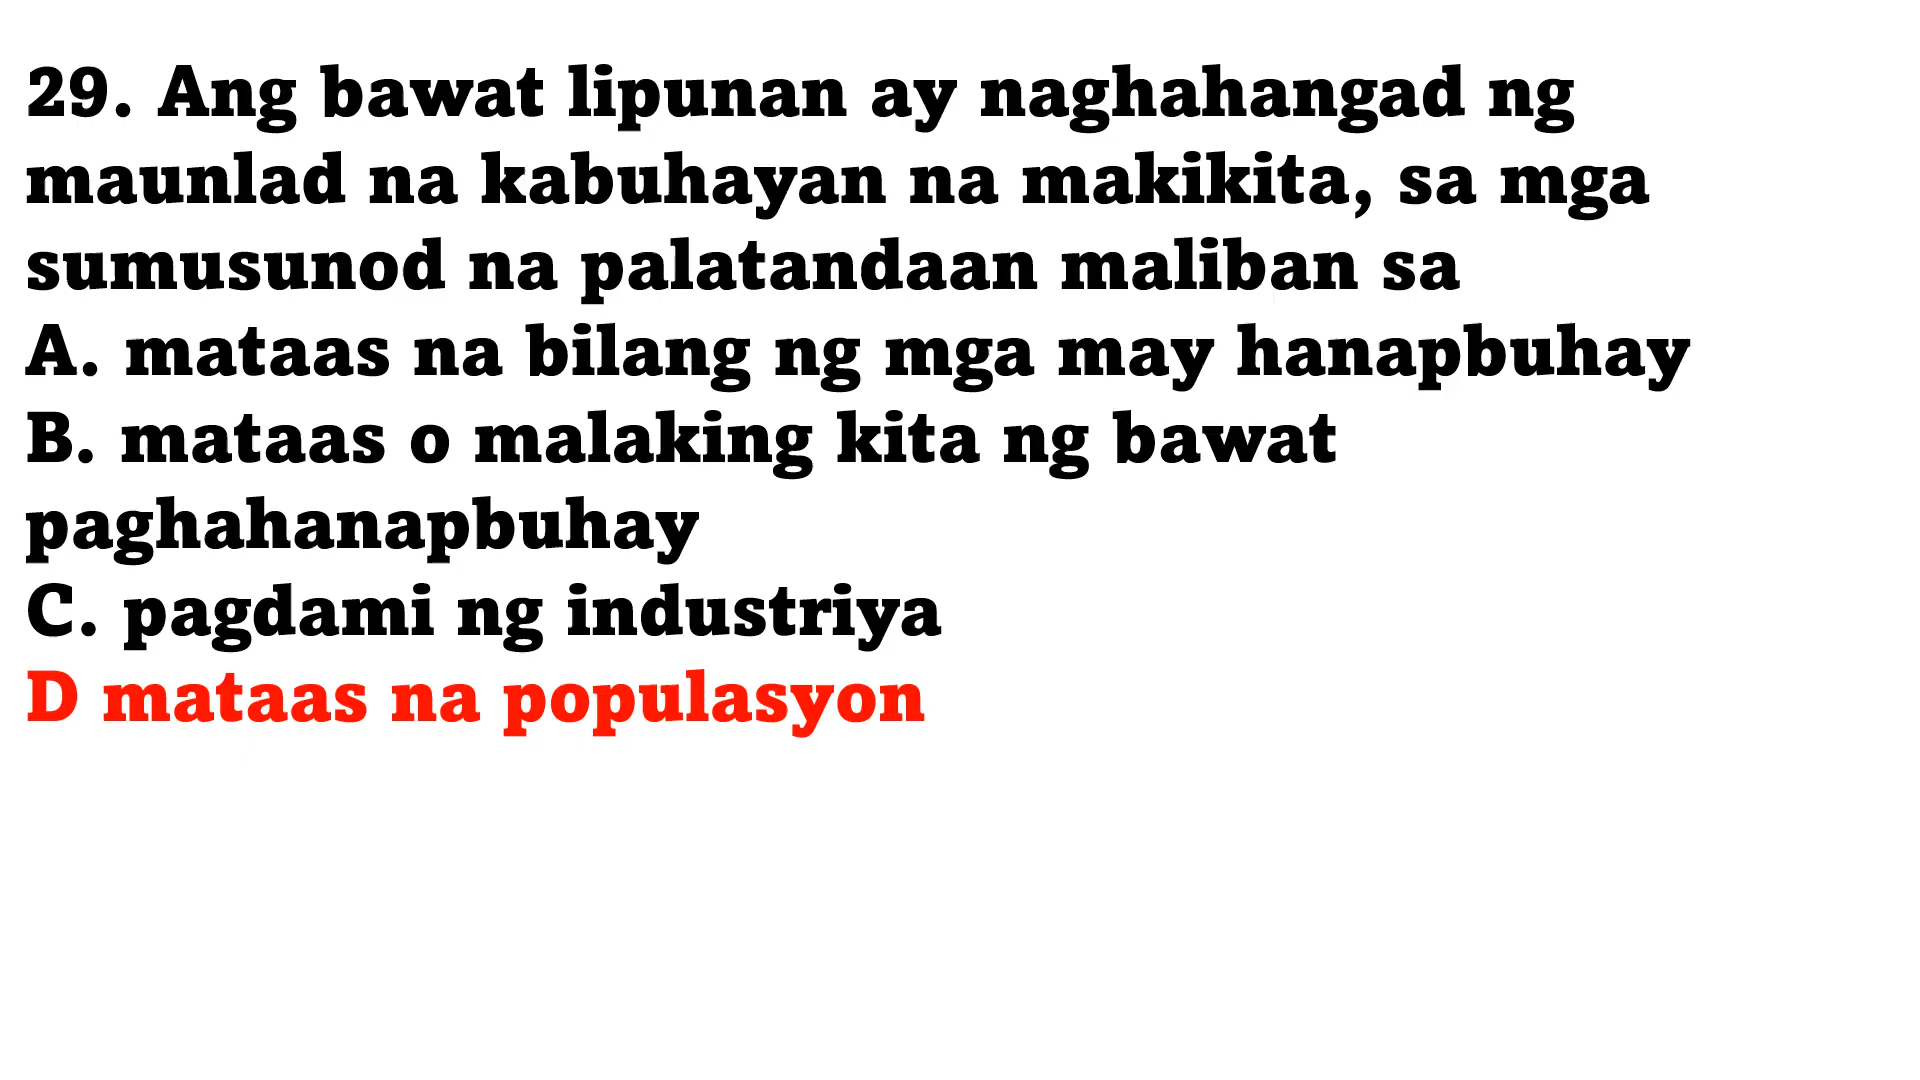 29. Ang bawat lipunan ay naghahangad ng
maunlad na kabuhayan na makikita, sa mga
sumusunod na palatandaan maliban sa
A. mataas na bilang ng mga may hanapbuhay
B. mataas o malaking kita ng bawat
paghahanapbuhay
C. pagdami ng industriya
D mataas na populasyon